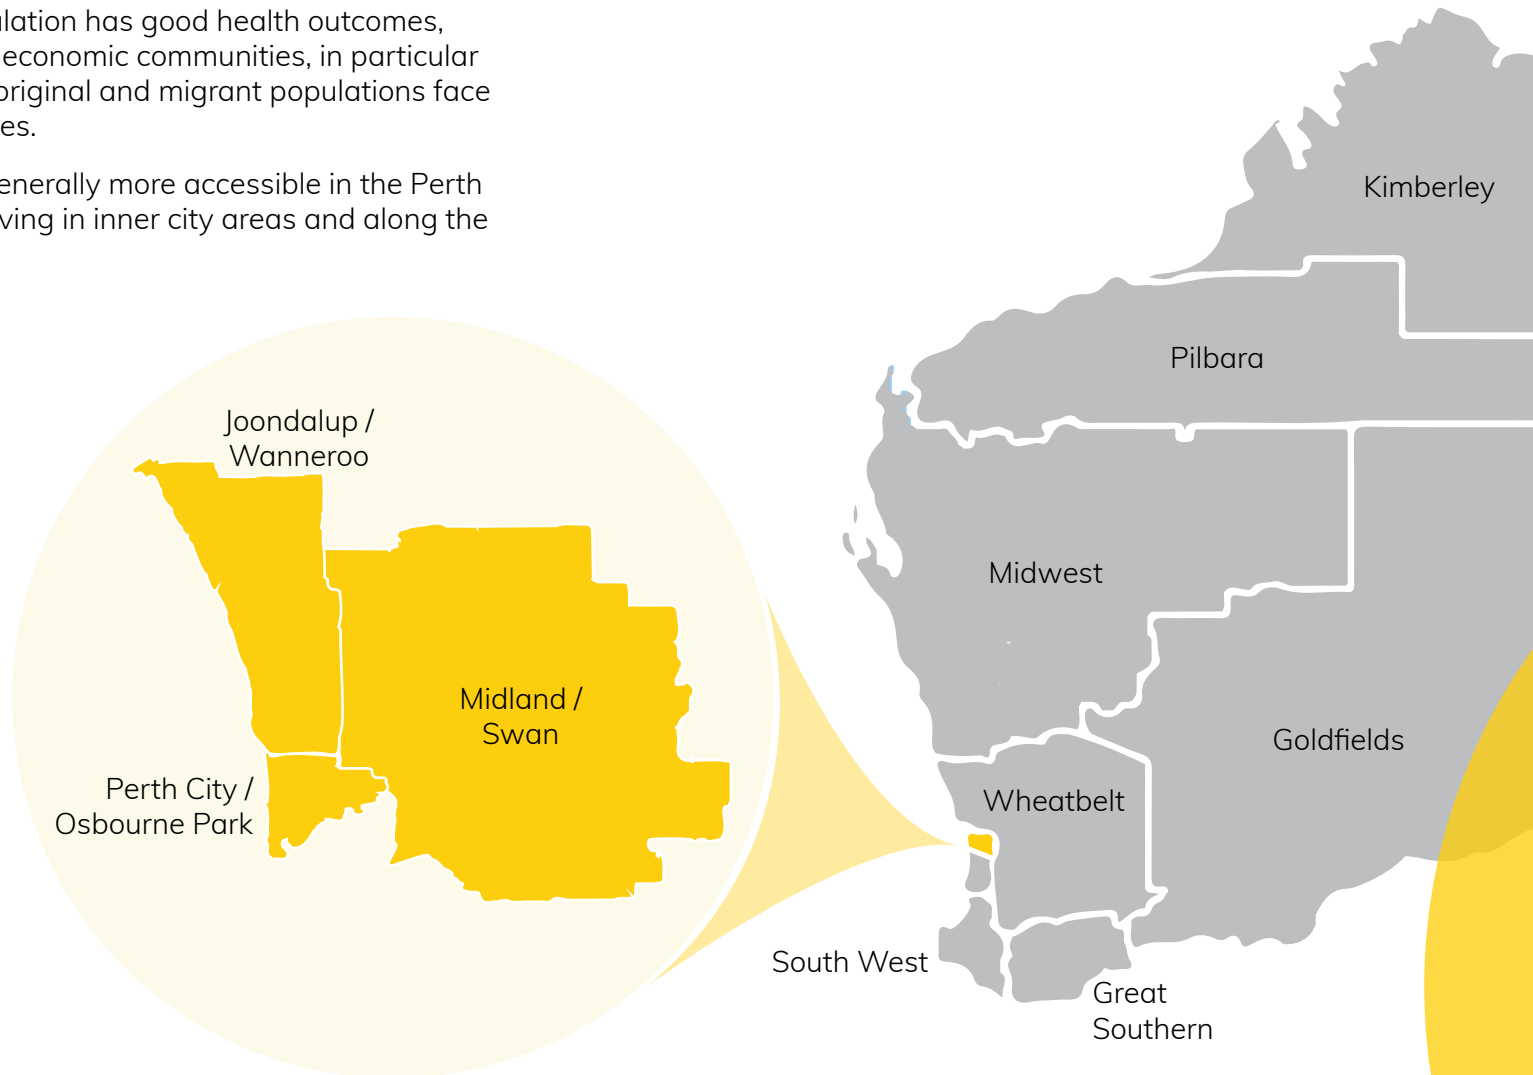 ulation has good health outcomes,
economic communities, in particular
original and migrant populations face
es.
enerally more accessible in the Perth
ving in inner city areas and along the
Kimberley
Pilbara
Joondalup /
Wanneroo
Midwest
Midland /
Swan
Goldfields
Perth City /
Osbourne Park
Wheatbelt
South West
Great
Southern